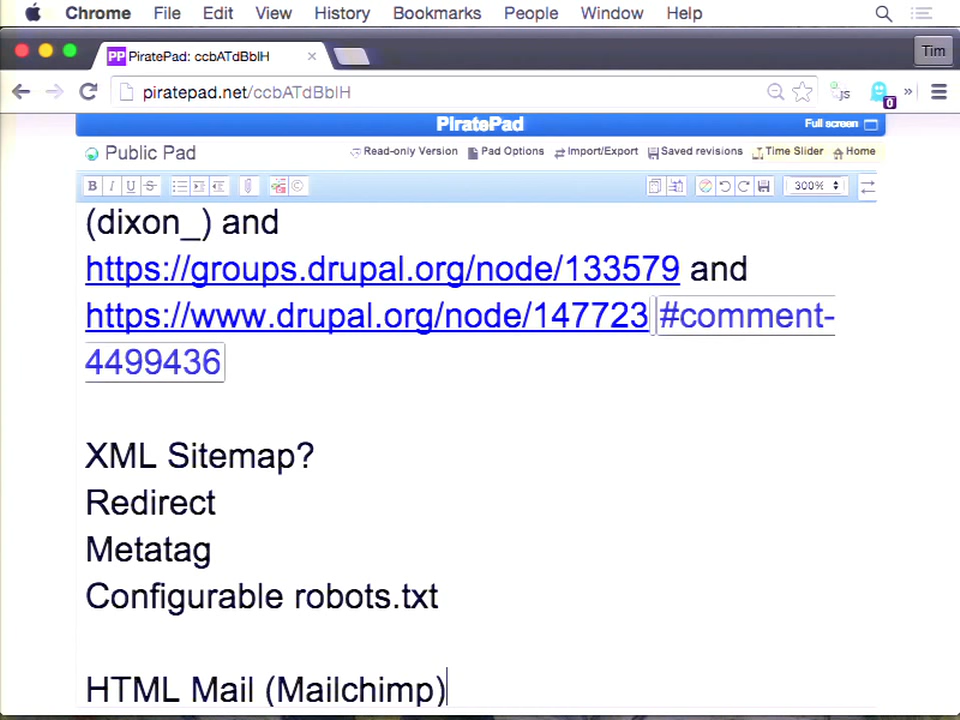 Chrome File Edit View History Bookmarks People Window Help
PP PiratePad: ccbATdBblH × Tim
piratepad.net/ccbATdBblH JS 0 »
PiratePad Full screen
Public Pad Read-only Version Pad Options Import/Export Saved revisions Time Slider Home
B I U S © 300%
(dixon_) and
https://groups.drupal.org/node/133579 and
https://www.drupal.org/node/147723 #comment-
4499436
XML Sitemap?
Redirect
Metatag
Configurable robots.txt
HTML Mail (Mailchimp)